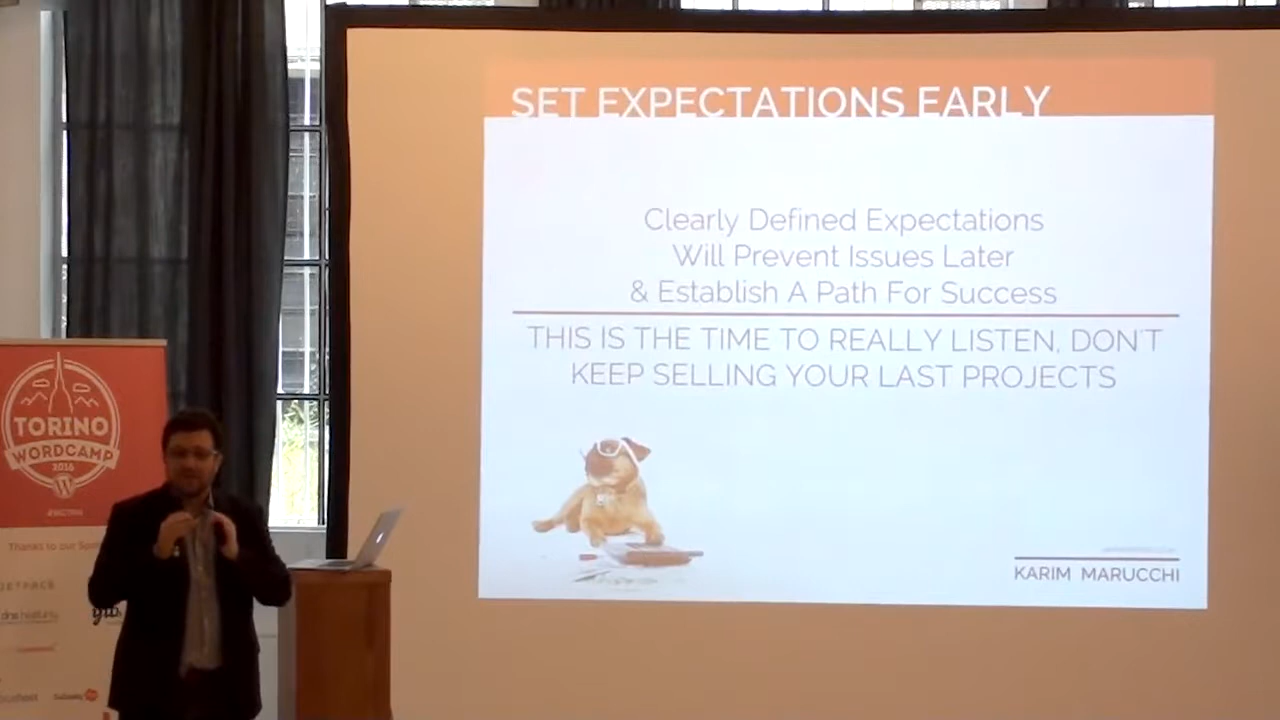 SET EXPECTATIONS EARLY
Clearly Defined Expectations
Will Prevent Issues Later
& Establish A Path For Success
THIS IS THE TIME TO REALLY LISTEN, DON'T
KEEP SELLING YOUR LAST PROJECTS
KARIM MARUCCHI
TORINO
WORDCAMP
2016
W
Thanks to our
JETPACK